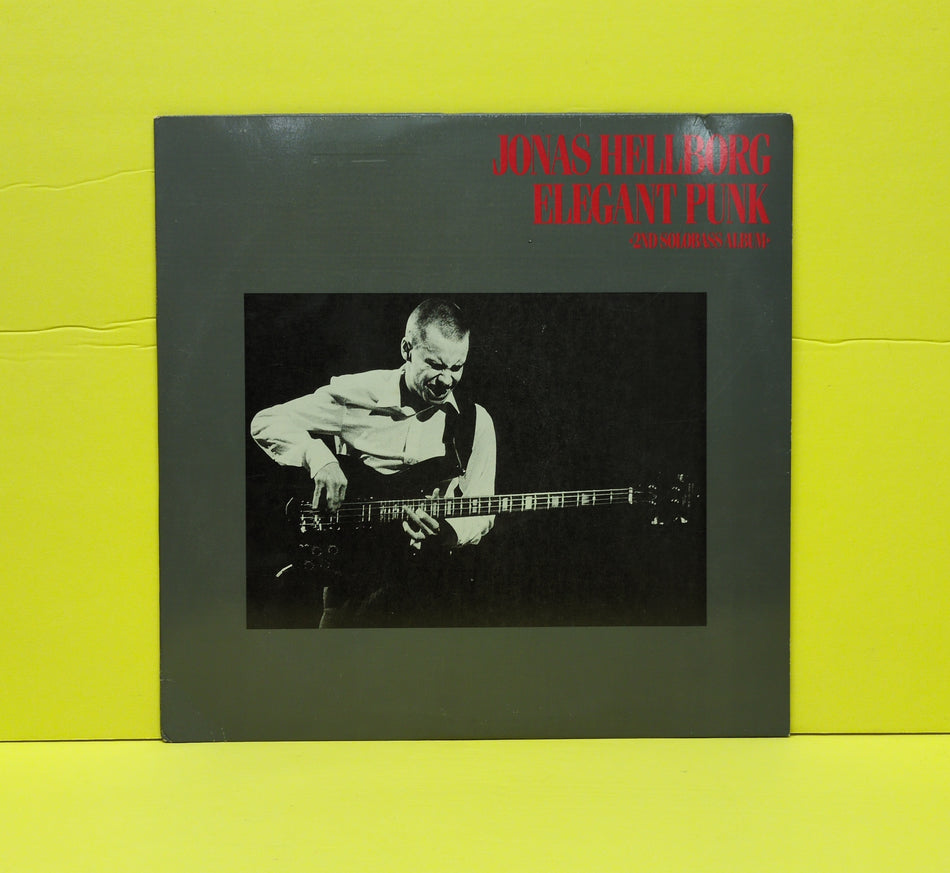 JONAS HELLBORG
ELEGANT PUNK
·2ND SOLOBASS ALBUM·